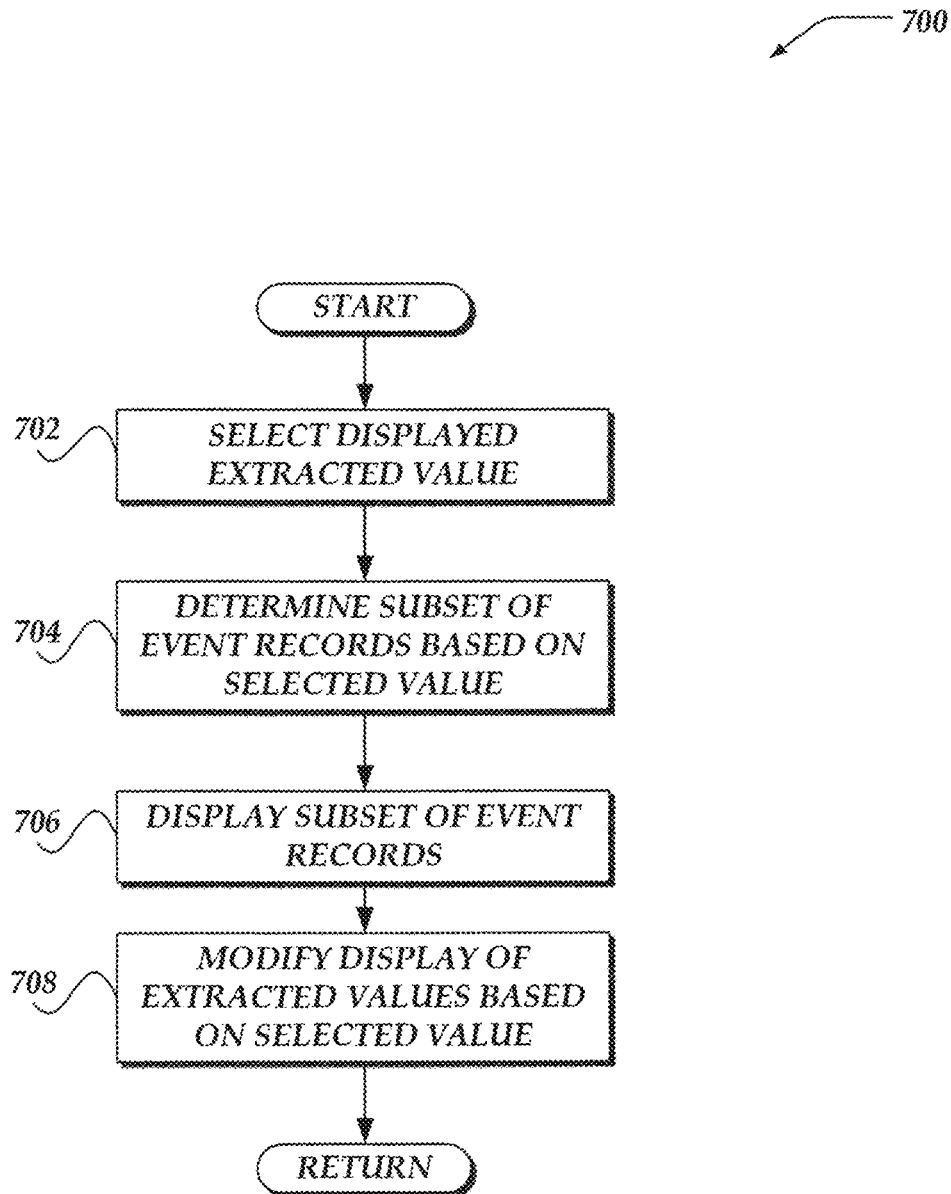 700
START
702
SELECT DISPLAYED
EXTRACTED VALUE
704
DETERMINE SUBSET OF
EVENT RECORDS BASED ON
SELECTED VALUE
706
DISPLAY SUBSET OF EVENT
RECORDS
708
MODIFY DISPLAY OF
EXTRACTED VALUES BASED
ON SELECTED VALUE
RETURN